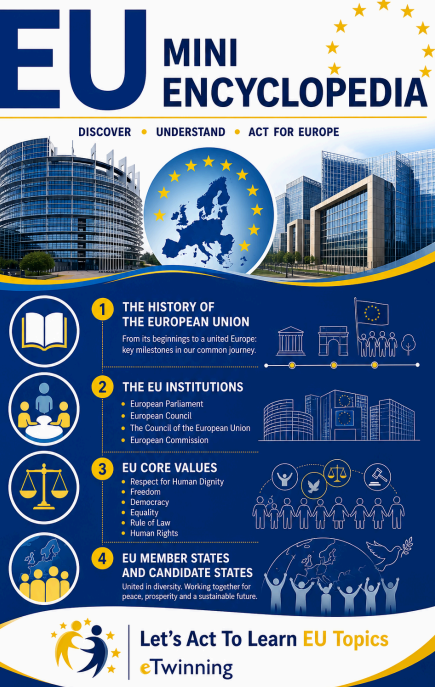 EU
MINI
ENCYCLOPEDIA
DISCOVER • UNDERSTAND • ACT FOR EUROPE
1
THE HISTORY OF
THE EUROPEAN UNION
From its beginnings to a united Europe:
key milestones in our common journey.
2
THE EU INSTITUTIONS
• European Parliament
• European Council
• The Council of the European Union
• European Commission
3
EU CORE VALUES
• Respect for Human Dignity
• Freedom
• Democracy
• Equality
• Rule of Law
• Human Rights
4
EU MEMBER STATES
AND CANDIDATE STATES
United in diversity. Working together for
peace, prosperity and a sustainable future.
Let's Act To Learn EU Topics
eTwinning